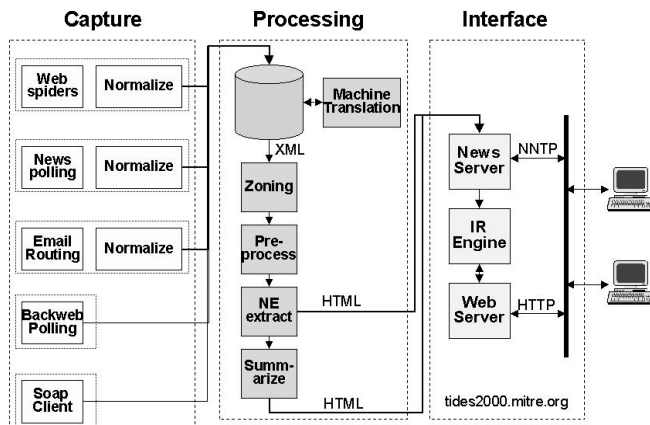 Capture
Processing
Interface
Web
spiders
Normalize
News
polling
Normalize
Email
Routing
Normalize
Backweb
Polling
Soap
Client
Machine
Translation
XML
Zoning
Pre-
process
NE
extract
HTML
Summ-
arize
HTML
News
Server
NNTP
IR
Engine
Web
Server
HTTP
tides2000.mitre.org